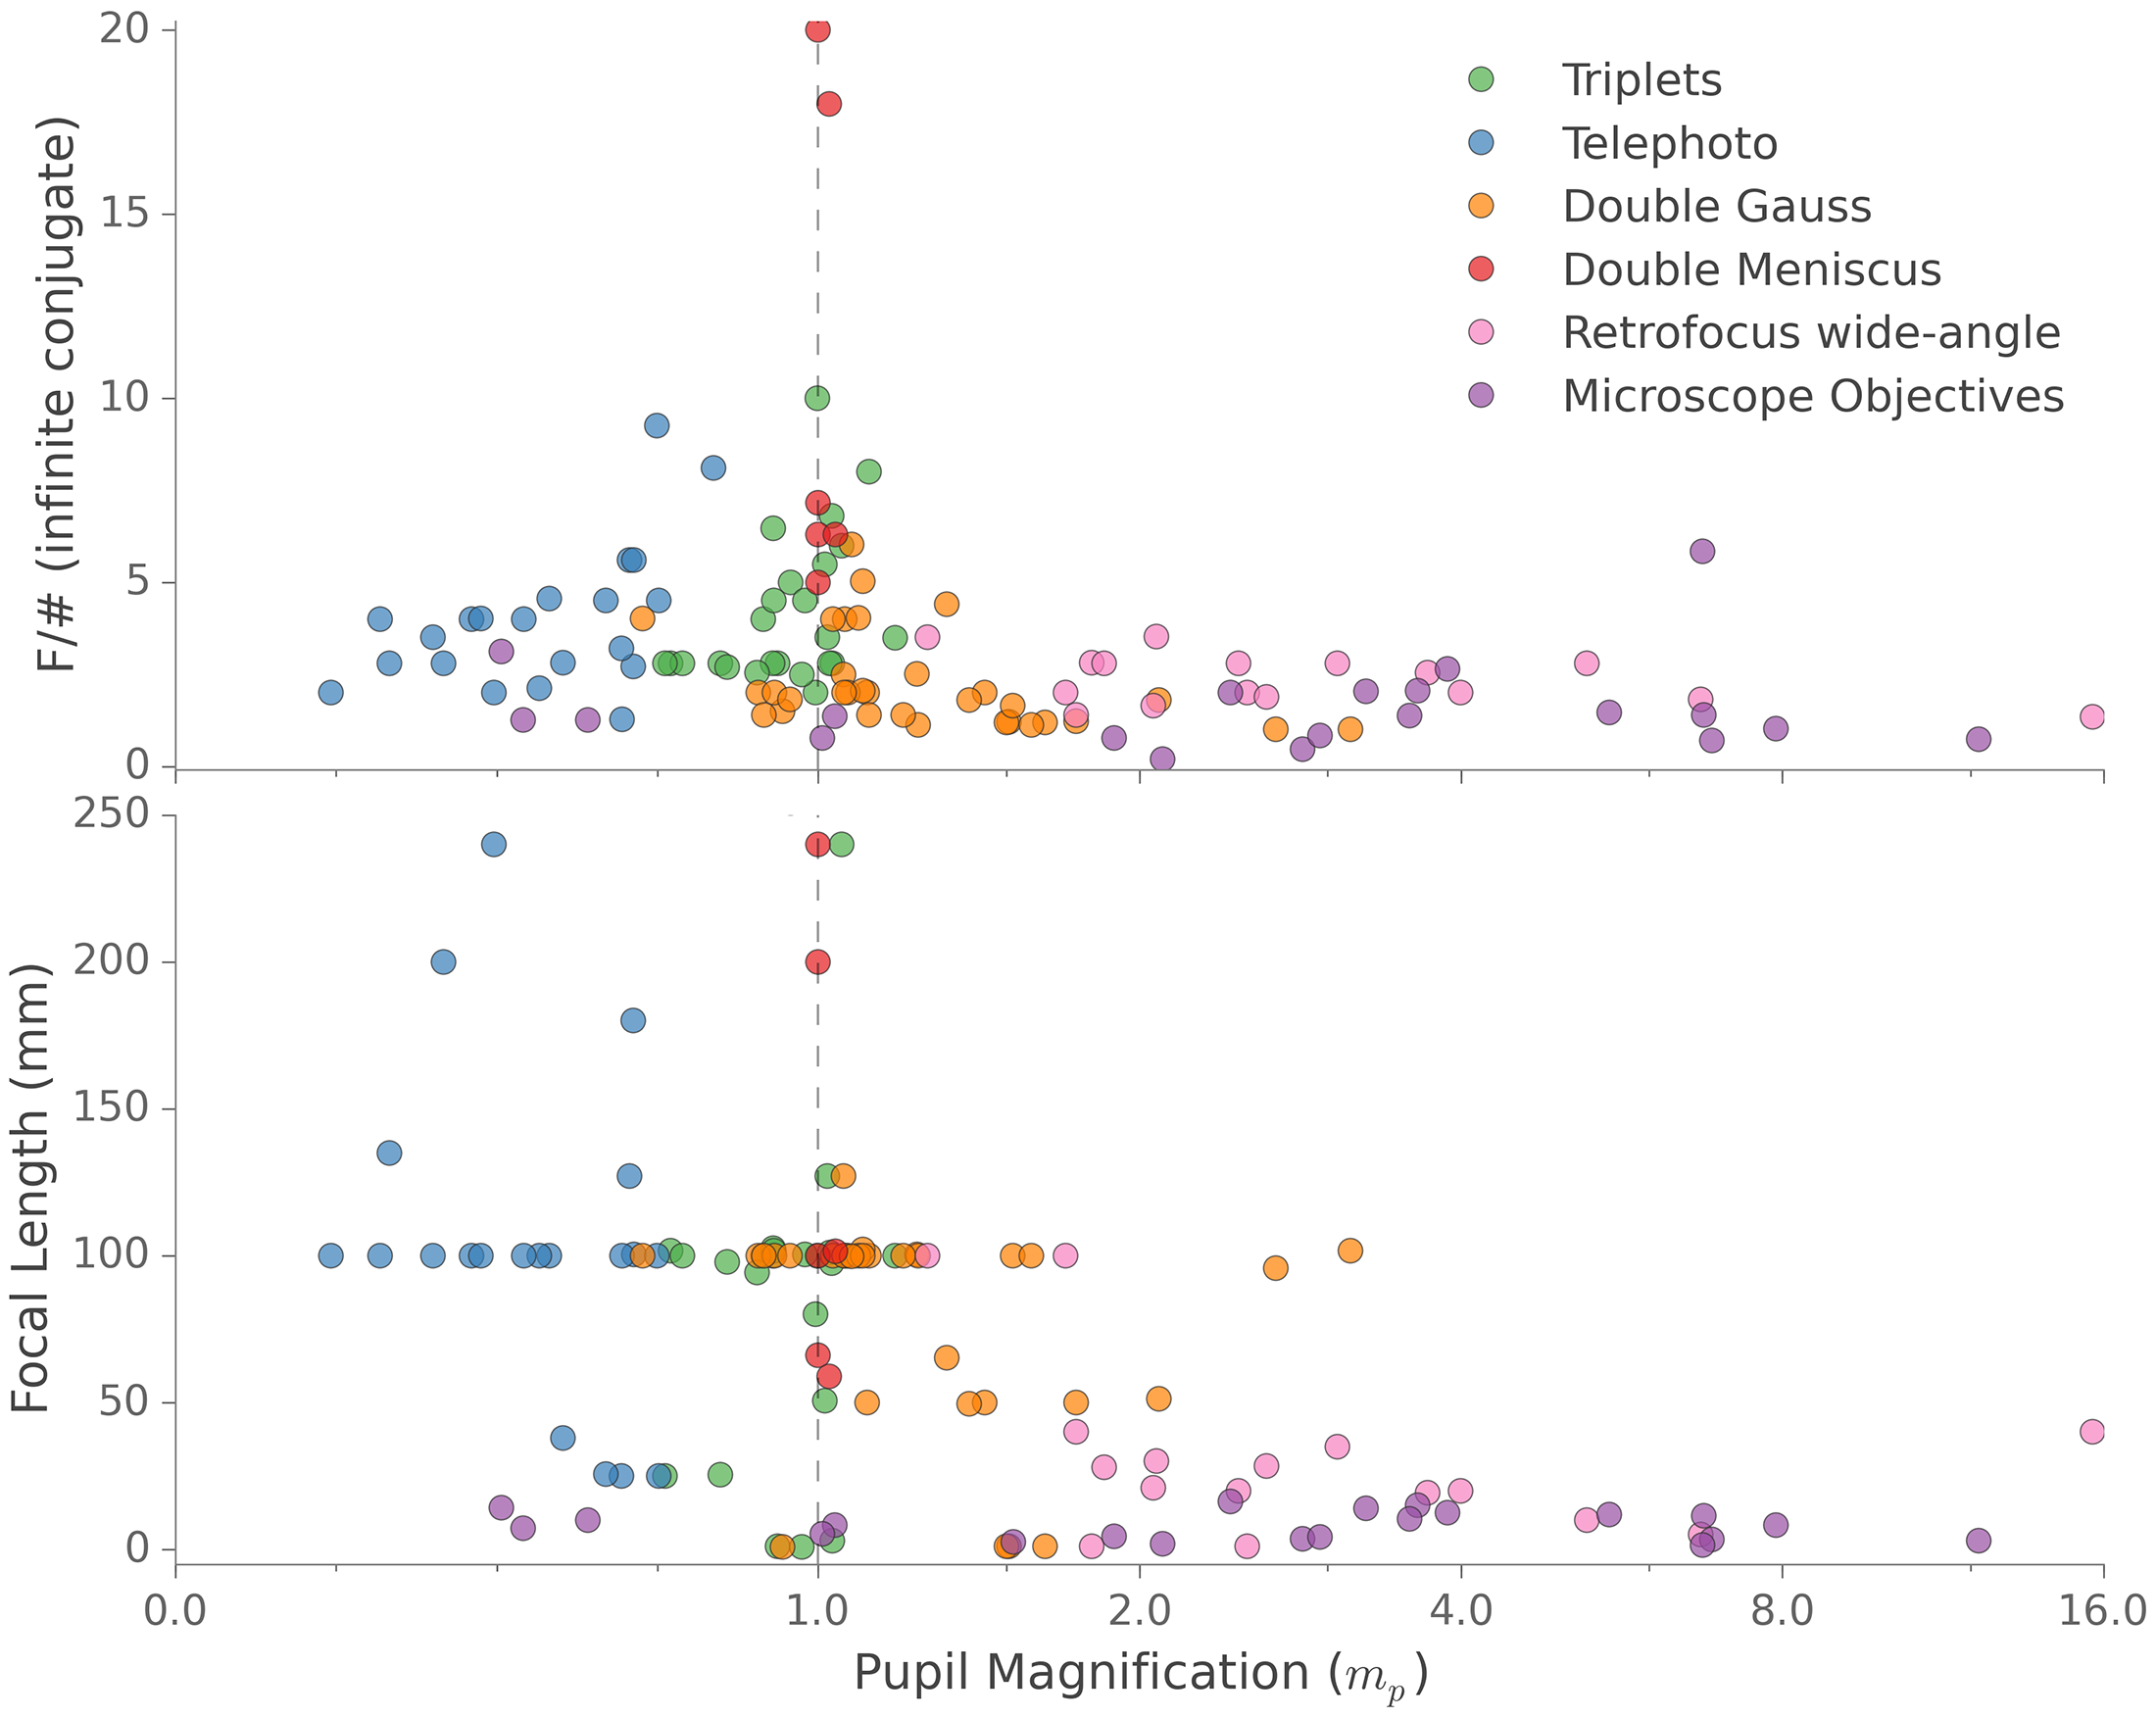 20
15
10
5
0
F/# (infinite conjugate)
Triplets
Telephoto
Double Gauss
Double Meniscus
Retrofocus wide-angle
Microscope Objectives
250
200
150
100
50
0
Focal Length (mm)
0.0 1.0 2.0 4.0 8.0 16.0
Pupil Magnification (m_p)